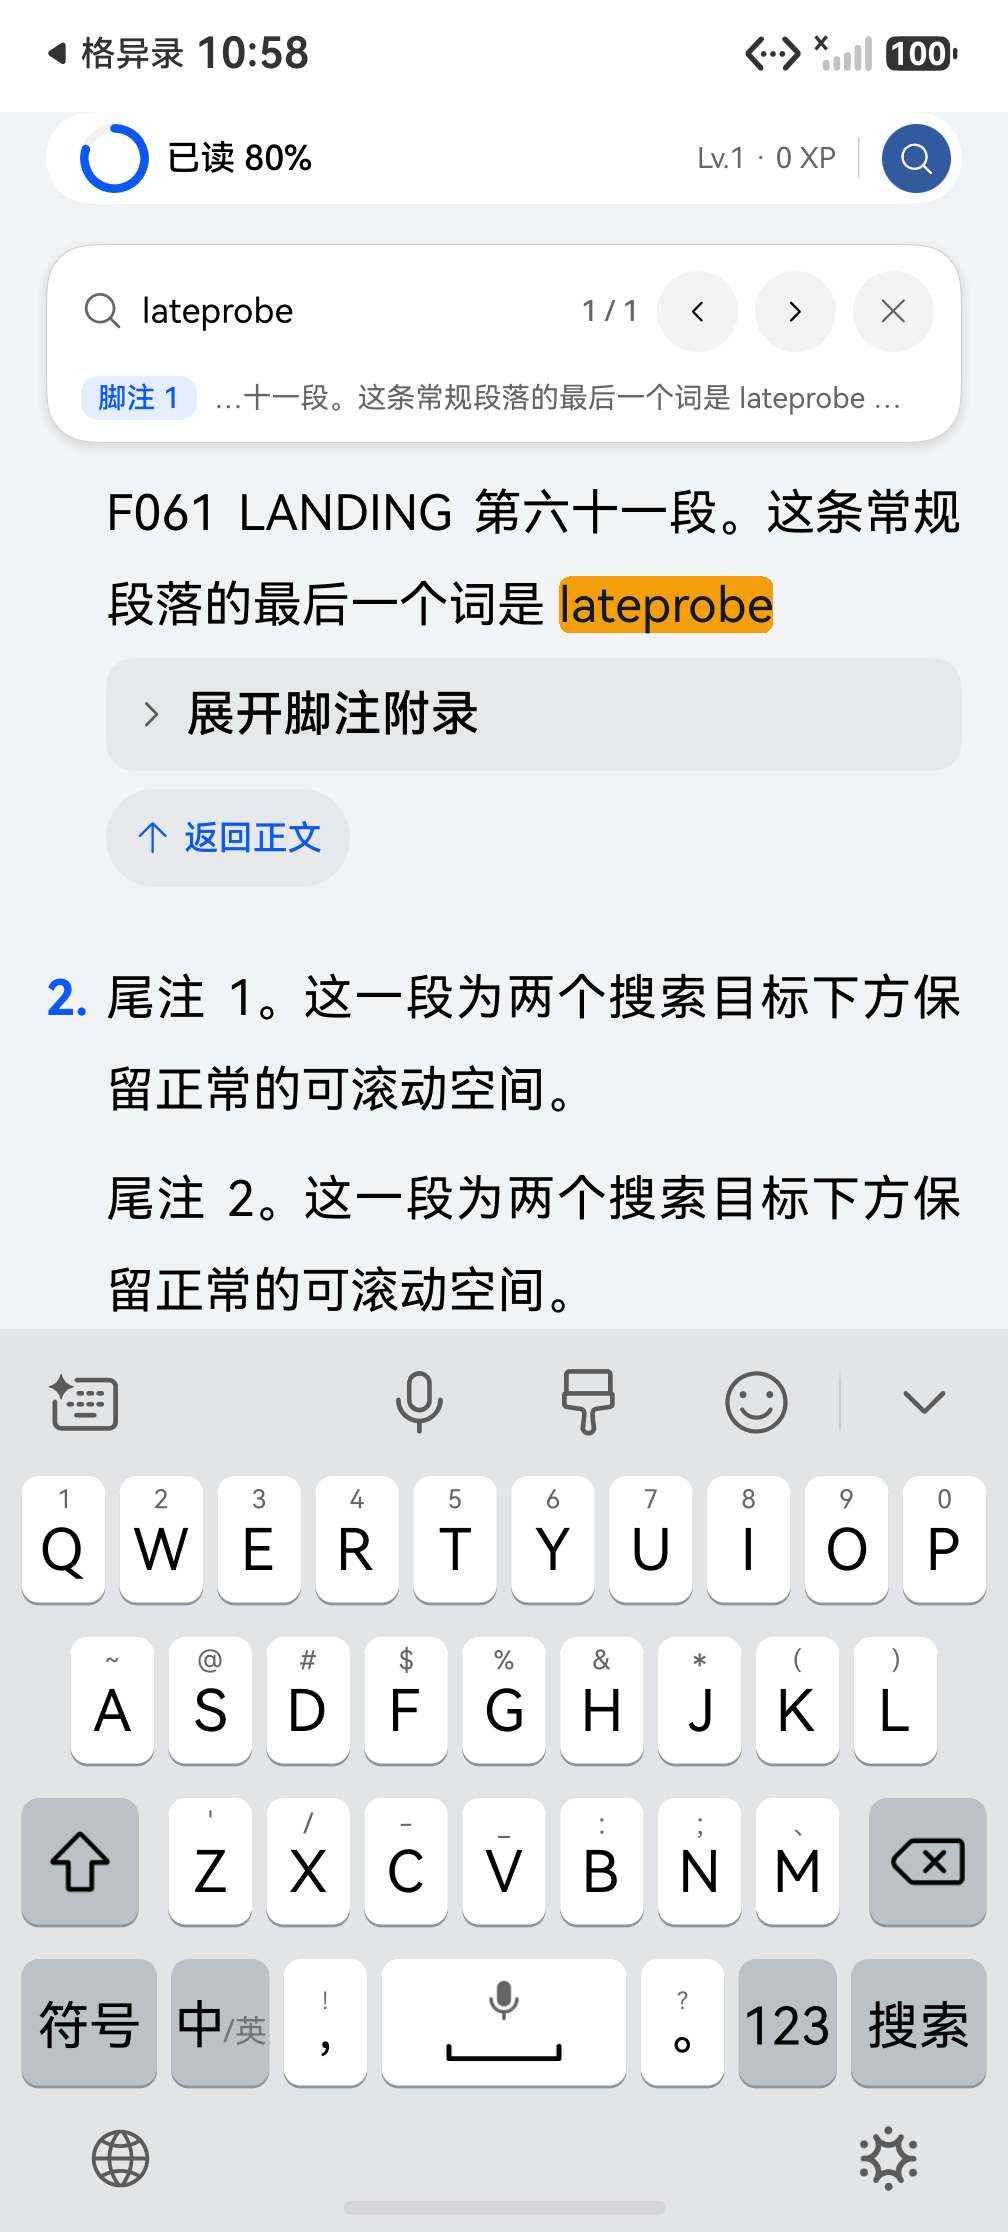 格异录 10:58
100
已读 80%
Lv.1 · 0 XP
lateprobe
1 / 1
脚注 1 …十一段。这条常规段落的最后一个词是 lateprobe …
F061 LANDING 第六十一段。这条常规
段落的最后一个词是 lateprobe
展开脚注附录
返回正文
2. 尾注 1。这一段为两个搜索目标下方保
留正常的可滚动空间。
尾注 2。这一段为两个搜索目标下方保
留正常的可滚动空间。
1 2 3 4 5 6 7 8 9 0
Q W E R T Y U I O P
~ @ # $ % & * ( )
A S D F G H J K L
' / - _ : ; 、
Z X C V B N M
! ?
符号 中/英 , 。 123 搜索